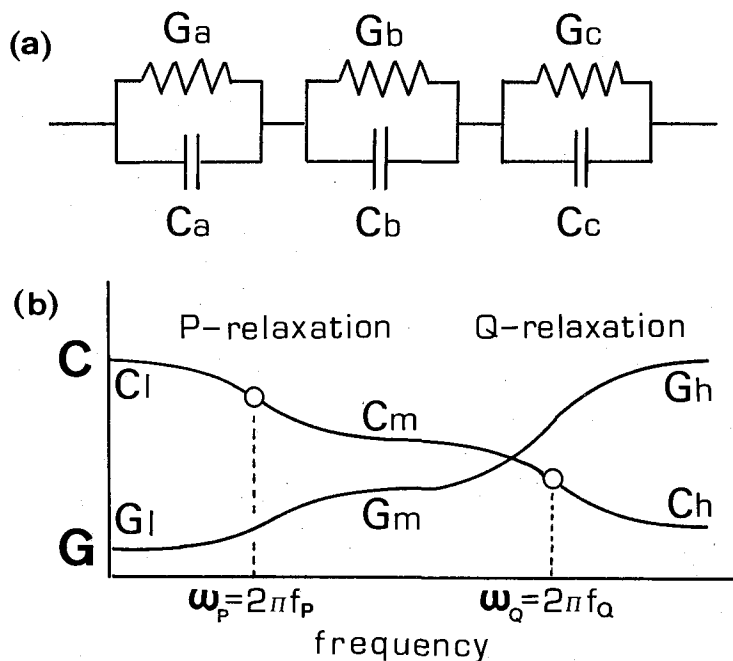 (a)
Ga Gb Gc
Ca Cb Cc
(b)
P-relaxation Q-relaxation
C
Cl Gh
Cm
Gl Gm Ch
G
ωP=2πfP ωQ=2πfQ
frequency